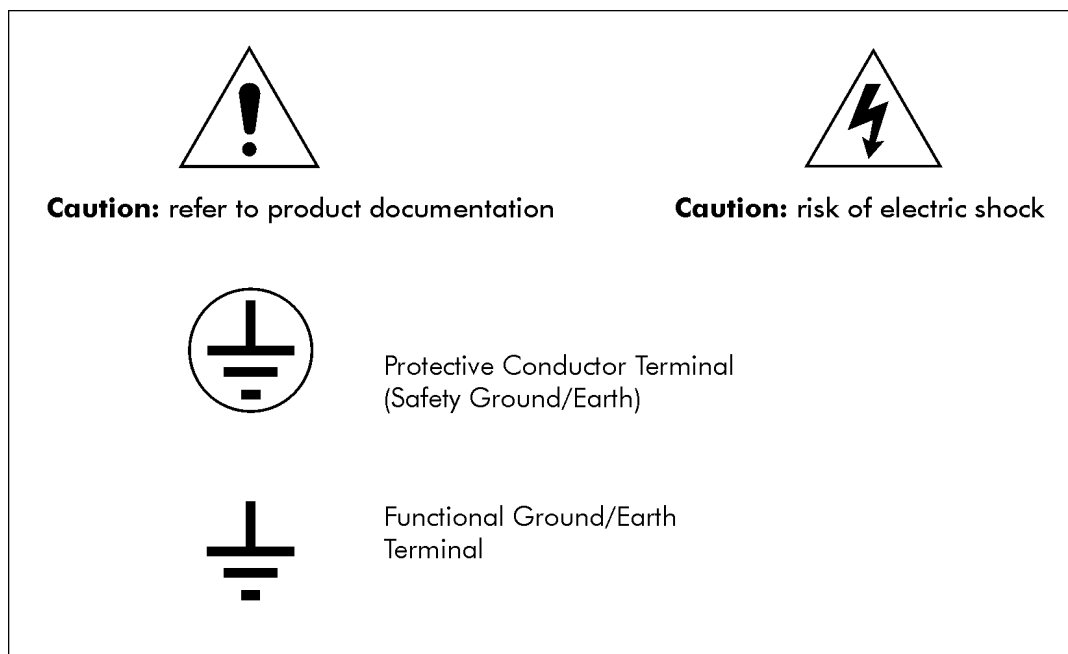 Caution: refer to product documentation
Caution: risk of electric shock
Protective Conductor Terminal
(Safety Ground/Earth)
Functional Ground/Earth
Terminal